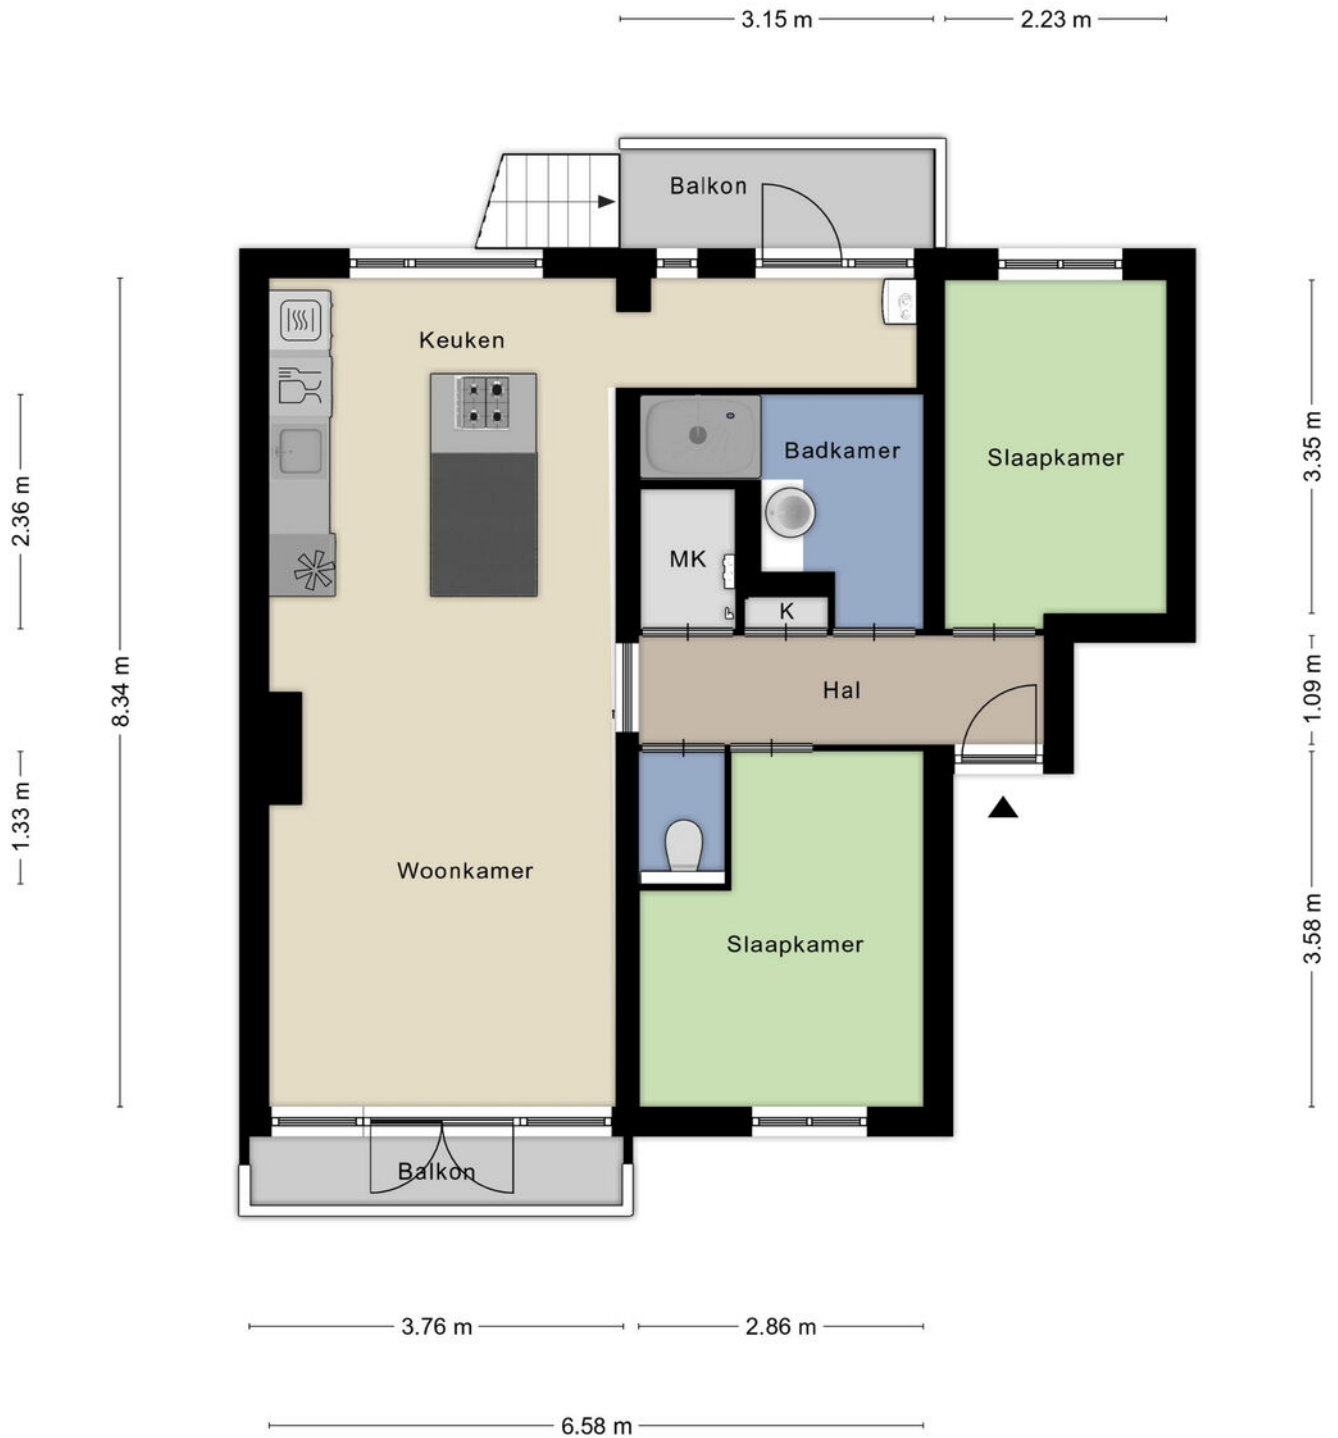 3.15 m
2.23 m
Balkon
Keuken
Badkamer
Slaapkamer
3.35 m
2.36 m
MK
K
8.34 m
Hal
1.09 m
1.33 m
Woonkamer
Slaapkamer
3.58 m
Balkon
3.76 m
2.86 m
6.58 m